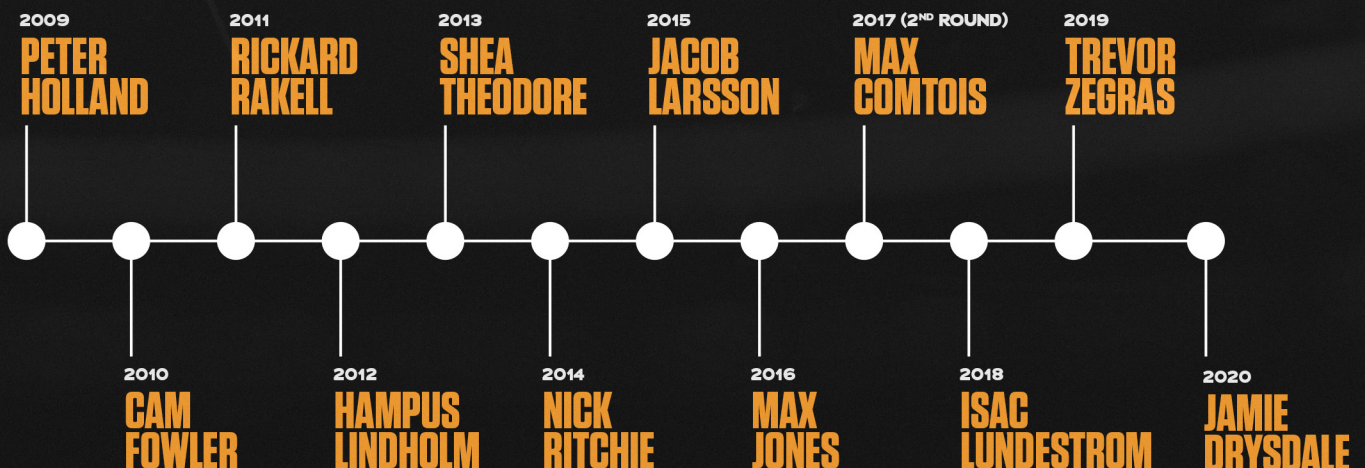 2009
PETER
HOLLAND
2011
RICKARD
RAKELL
2013
SHEA
THEODORE
2015
JACOB
LARSSON
2017 (2ND ROUND)
MAX
COMTOIS
2019
TREVOR
ZEGRAS
2010
CAM
FOWLER
2012
HAMPUS
LINDHOLM
2014
NICK
RITCHIE
2016
MAX
JONES
2018
ISAC
LUNDESTROM
2020
JAMIE
DRYSDALE